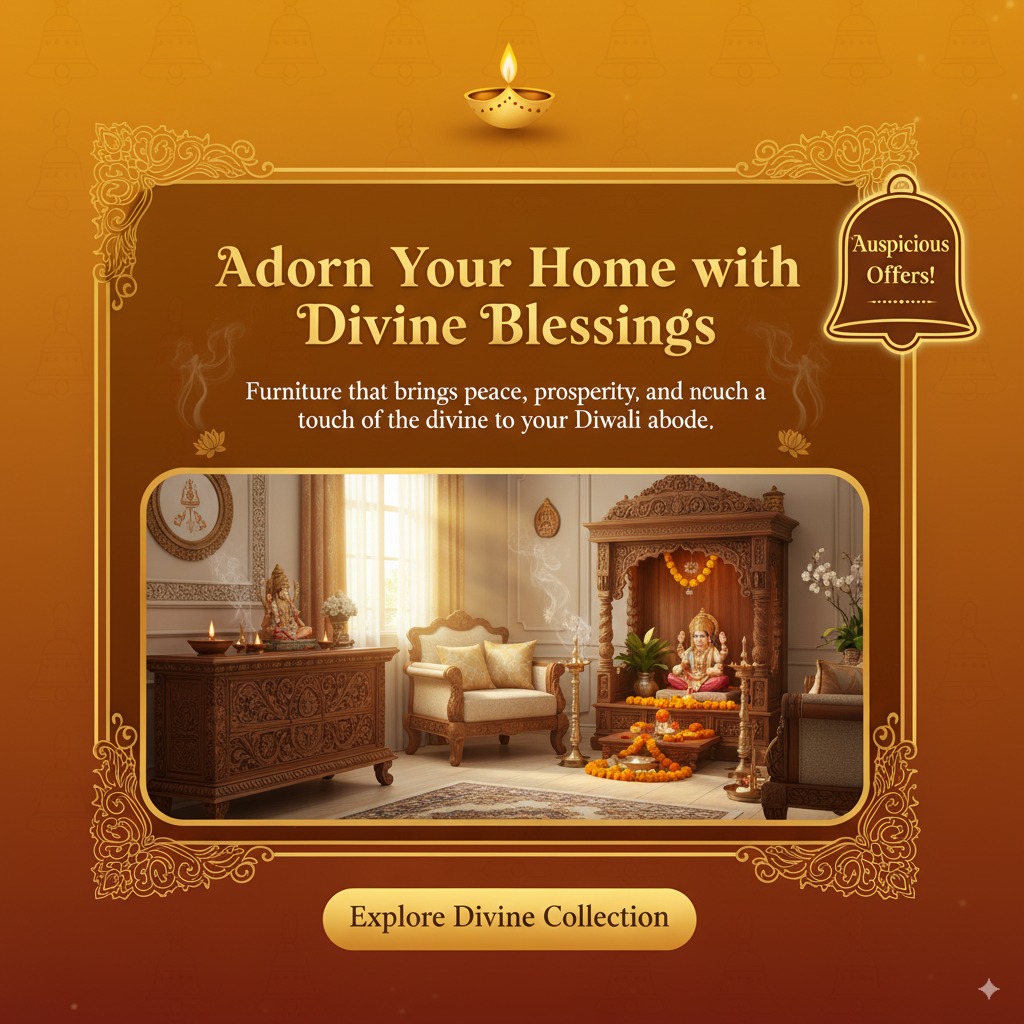 Adorn Your Home with
Divine Blessings
Auspicious
Offers!
Furniture that brings peace, prosperity, and ncuch a
touch of the divine to your Diwali abode.
Explore Divine Collection